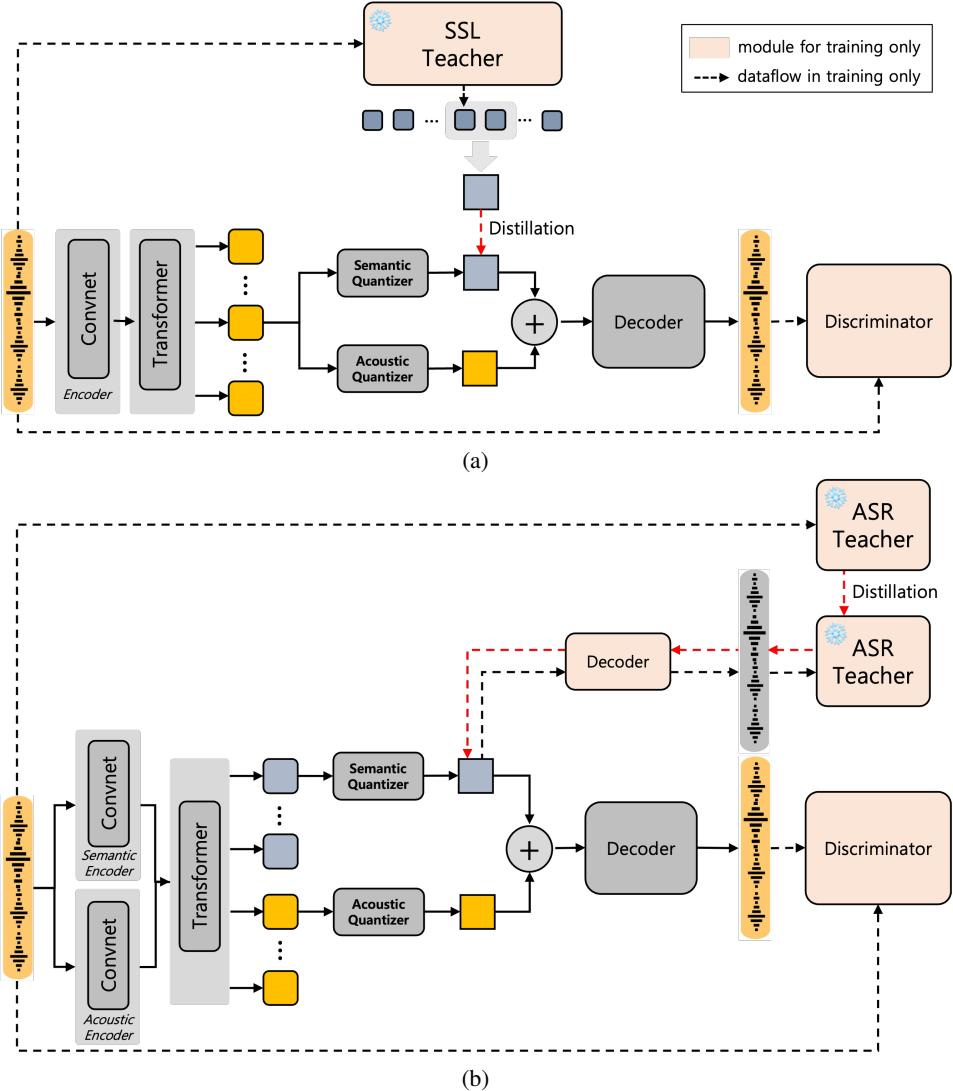 SSL
Teacher
module for training only
dataflow in training only
...
...
Distillation
Convnet
Encoder
Transformer
Semantic
Quantizer
Acoustic
Quantizer
+
Decoder
Discriminator
(a)
ASR
Teacher
Distillation
ASR
Teacher
Decoder
Convnet
Semantic
Encoder
Convnet
Acoustic
Encoder
Transformer
Semantic
Quantizer
Acoustic
Quantizer
+
Decoder
Discriminator
(b)